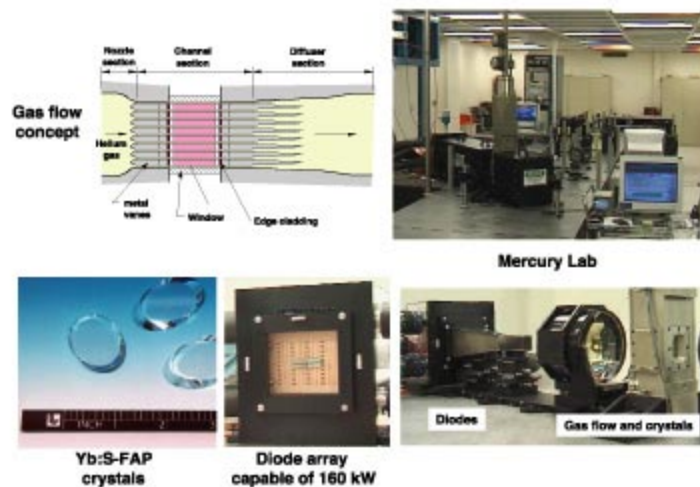 Nozzle section
Channel section
Diffuser section
Gas flow concept
Helium gas
metal vanes
Window
Edge cladding
Mercury Lab
INCH 1 2 3
Yb:S-FAP crystals
Diode array capable of 160 kW
Diodes
Gas flow and crystals